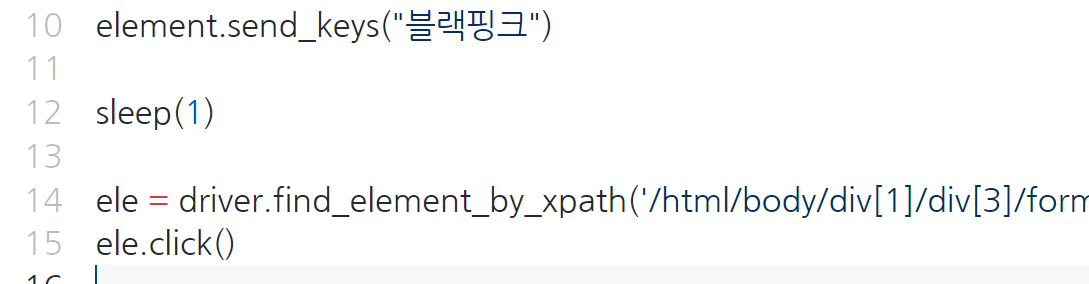 10 element.send_keys("블랙핑크")
11
12 sleep(1)
13
14 ele = driver.find_element_by_xpath('/html/body/div[1]/div[3]/form
15 ele.click()
16